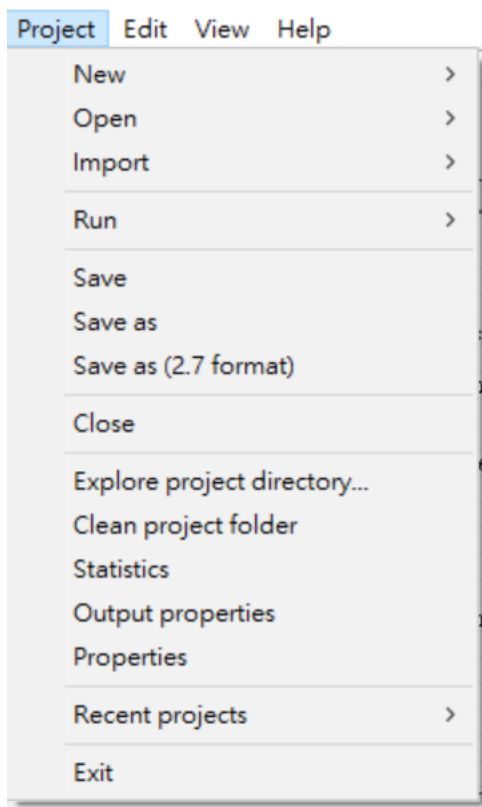 Project Edit View Help
New
Open
Import
Run
Save
Save as
Save as (2.7 format)
Close
Explore project directory...
Clean project folder
Statistics
Output properties
Properties
Recent projects
Exit